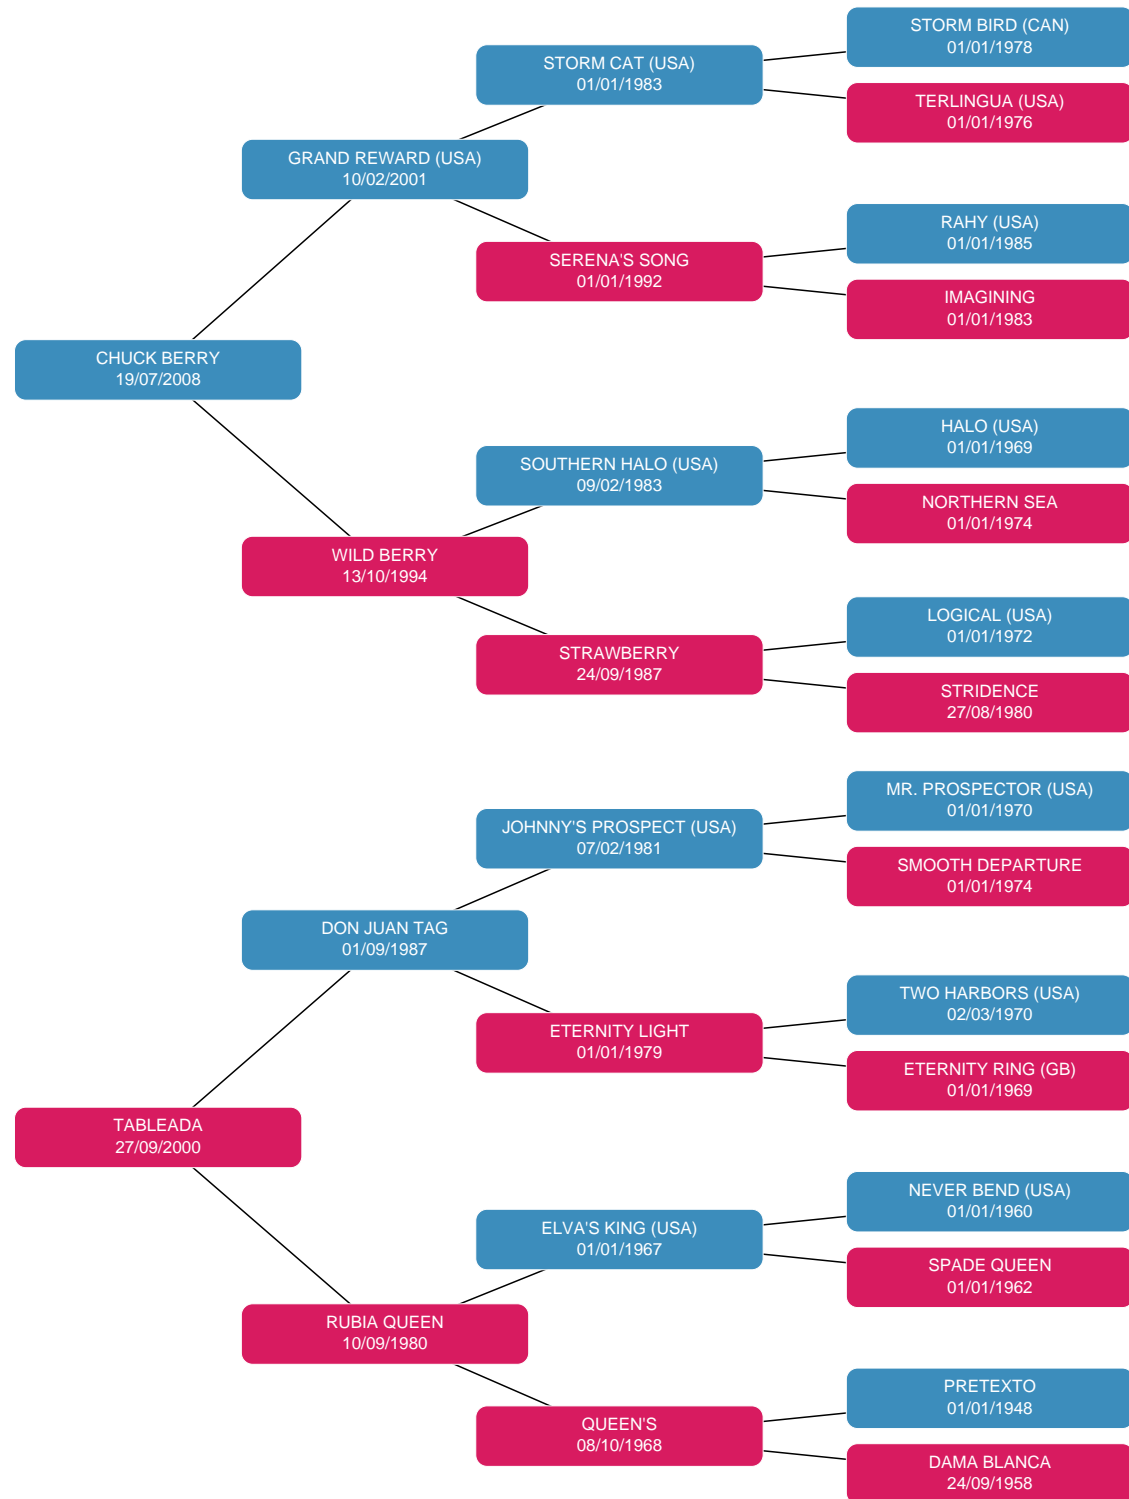 STORM BIRD (CAN)
01/01/1978
STORM CAT (USA)
01/01/1983
TERLINGUA (USA)
01/01/1976
GRAND REWARD (USA)
10/02/2001
RAHY (USA)
01/01/1985
SERENA'S SONG
01/01/1992
IMAGINING
01/01/1983
CHUCK BERRY
19/07/2008
HALO (USA)
01/01/1969
SOUTHERN HALO (USA)
09/02/1983
NORTHERN SEA
01/01/1974
WILD BERRY
13/10/1994
LOGICAL (USA)
01/01/1972
STRAWBERRY
24/09/1987
STRIDENCE
27/08/1980
MR. PROSPECTOR (USA)
01/01/1970
JOHNNY'S PROSPECT (USA)
07/02/1981
SMOOTH DEPARTURE
01/01/1974
DON JUAN TAG
01/09/1987
TWO HARBORS (USA)
02/03/1970
ETERNITY LIGHT
01/01/1979
ETERNITY RING (GB)
01/01/1969
TABLEADA
27/09/2000
NEVER BEND (USA)
01/01/1960
ELVA'S KING (USA)
01/01/1967
SPADE QUEEN
01/01/1962
RUBIA QUEEN
10/09/1980
PRETEXTO
01/01/1948
QUEEN'S
08/10/1968
DAMA BLANCA
24/09/1958